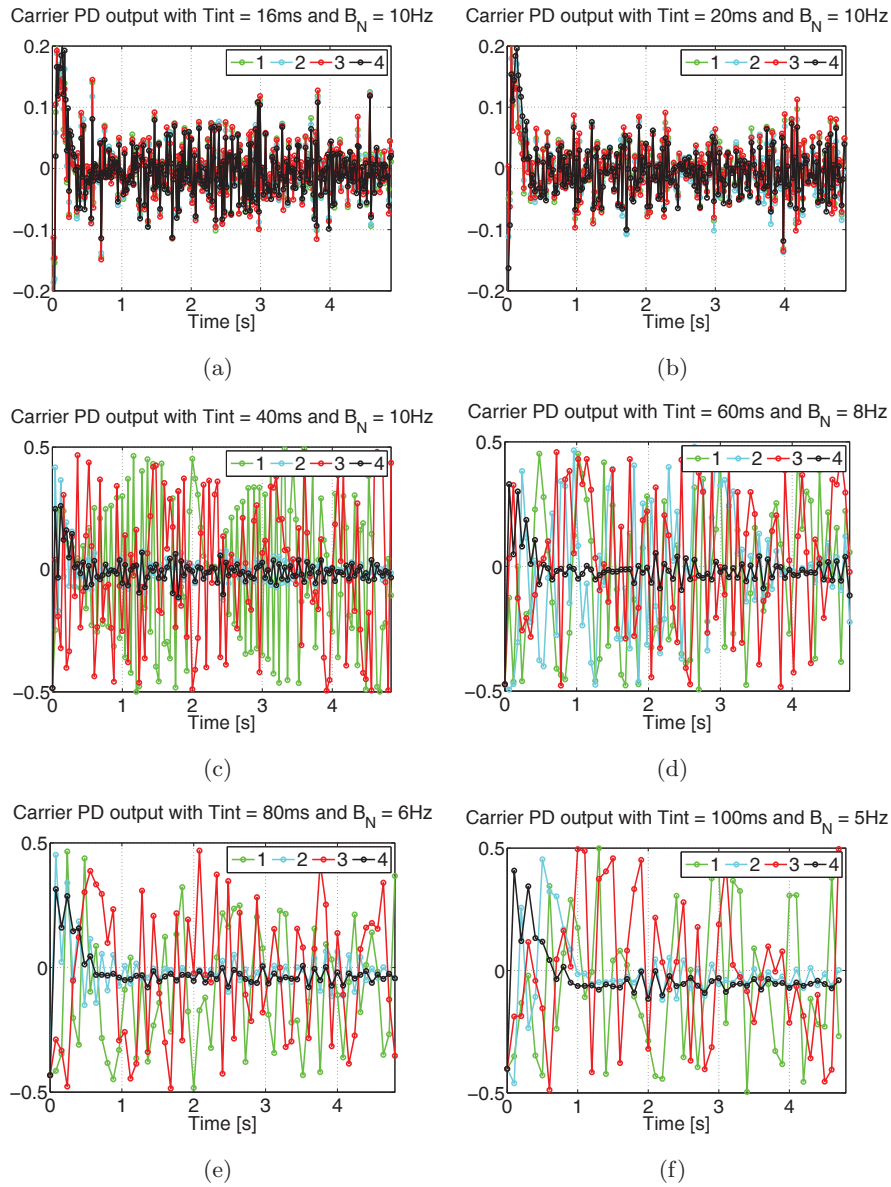 Carrier PD output with Tint = 16ms and B_N = 10Hz
0.2
0.1
0
−0.1
−0.2
1 2 3 4
0 1 2 3 4
Time [s]
(a)
Carrier PD output with Tint = 20ms and B_N = 10Hz
0.2
0.1
0
−0.1
−0.2
1 2 3 4
0 1 2 3 4
Time [s]
(b)
Carrier PD output with Tint = 40ms and B_N = 10Hz
0.5
0
−0.5
1 2 3 4
0 1 2 3 4
Time [s]
(c)
Carrier PD output with Tint = 60ms and B_N = 8Hz
0.5
0
−0.5
1 2 3 4
0 1 2 3 4
Time [s]
(d)
Carrier PD output with Tint = 80ms and B_N = 6Hz
0.5
0
−0.5
1 2 3 4
0 1 2 3 4
Time [s]
(e)
Carrier PD output with Tint = 100ms and B_N = 5Hz
0.5
0
−0.5
1 2 3 4
0 1 2 3 4
Time [s]
(f)